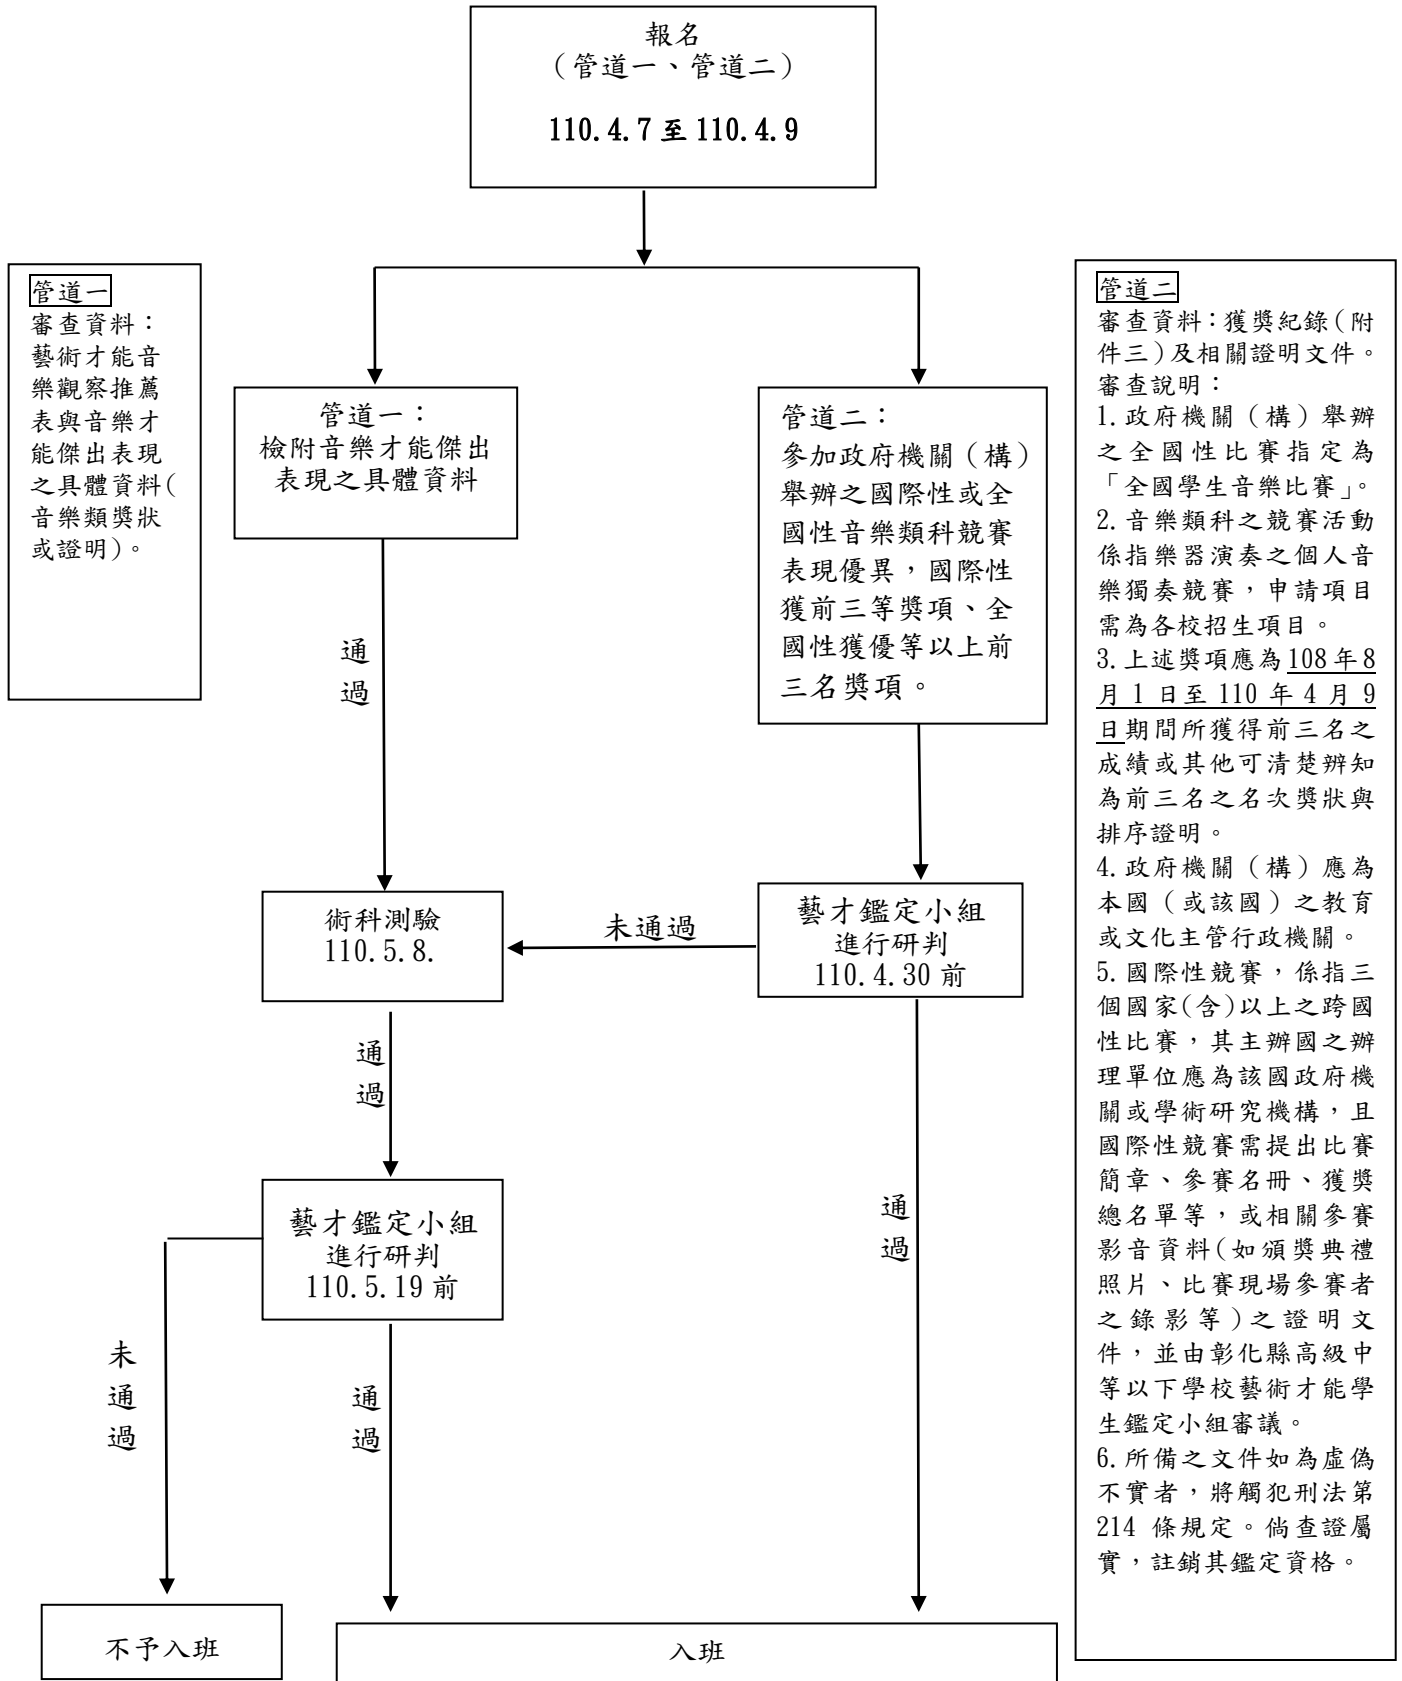 報名
（管道一、管道二）
110.4.7 至 110.4.9
管道一
審查資料：
藝術才能音
樂觀察推薦
表與音樂才
能傑出表現
之具體資料(
音樂類獎狀
或證明)。
管道一：
檢附音樂才能傑出
表現之具體資料
管道二：
參加政府機關（構）
舉辦之國際性或全
國性音樂類科競賽
表現優異，國際性
獲前三等獎項、全
國性獲優等以上前
三名獎項。
通
過
術科測驗
110.5.8.
未通過
藝才鑑定小組
進行研判
110.4.30 前
通
過
藝才鑑定小組
進行研判
110.5.19 前
通
過
未
通
過
通
過
不予入班
入班
管道二
審查資料：獲獎紀錄（附
件三）及相關證明文件。
審查說明：
1.政府機關（構）舉辦
之全國性比賽指定為
「全國學生音樂比賽」。
2.音樂類科之競賽活動
係指樂器演奏之個人音
樂獨奏競賽，申請項目
需為各校招生項目。
3.上述獎項應為 108 年 8
月 1 日至 110 年 4 月 9
日期間所獲得前三名之
成績或其他可清楚辨知
為前三名之名次獎狀與
排序證明。
4.政府機關（構）應為
本國（或該國）之教育
或文化主管行政機關。
5.國際性競賽，係指三
個國家(含)以上之跨國
性比賽，其主辦國之辦
理單位應為該國政府機
關或學術研究機構，且
國際性競賽需提出比賽
簡章、參賽名冊、獲獎
總名單等，或相關參賽
影音資料(如頒獎典禮
照片、比賽現場參賽者
之錄影等)之證明文
件，並由彰化縣高級中
等以下學校藝術才能學
生鑑定小組審議。
6.所備之文件如為虛偽
不實者，將觸犯刑法第
214 條規定。倘查證屬
實，註銷其鑑定資格。